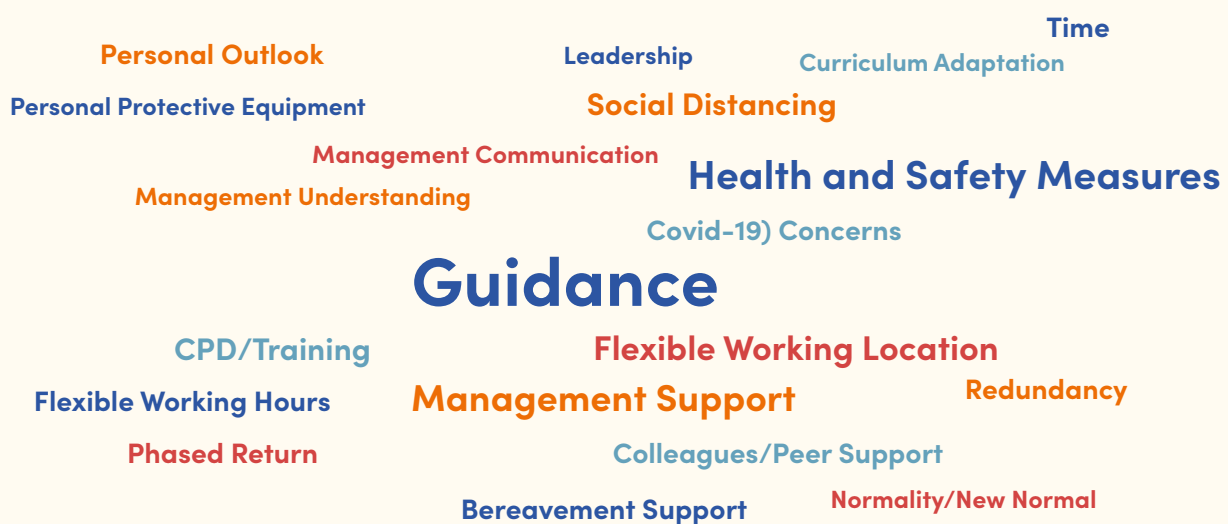 Time
Personal Outlook
Leadership
Curriculum Adaptation
Personal Protective Equipment
Social Distancing
Management Communication
Health and Safety Measures
Management Understanding
Covid-19) Concerns
Guidance
CPD/Training
Flexible Working Location
Flexible Working Hours
Management Support
Redundancy
Phased Return
Colleagues/Peer Support
Bereavement Support
Normality/New Normal